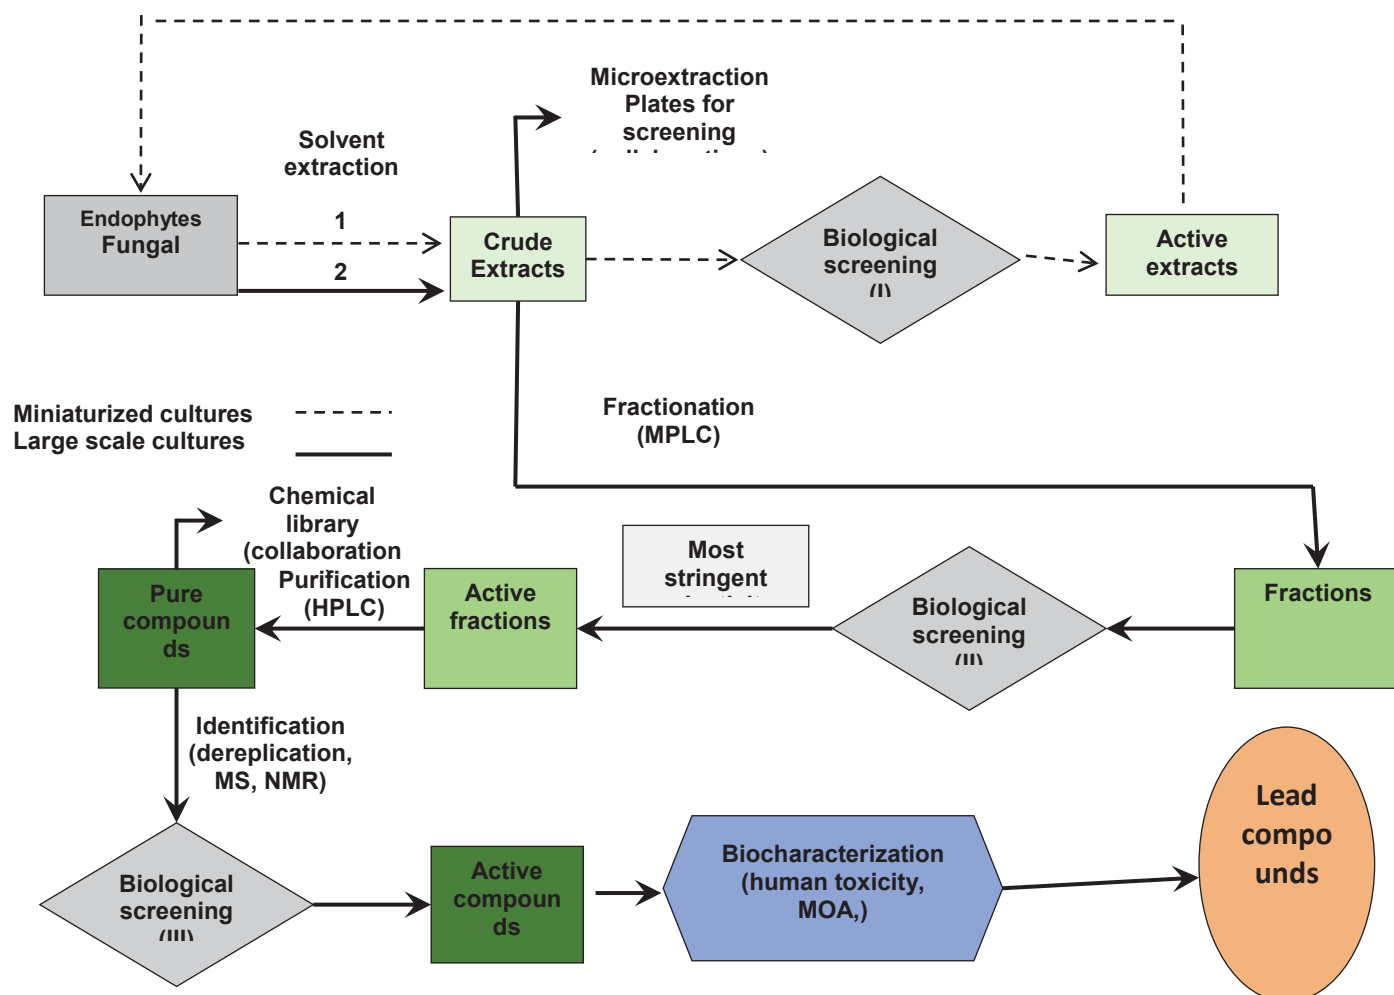 Microextraction
Plates for
screening
Solvent
extraction
Endophytes
Fungal
1
2
Crude
Extracts
Biological
screening
(I)
Active
extracts
Miniaturized cultures
Large scale cultures
Fractionation
(MPLC)
Chemical
library
(collaboration
Purification
(HPLC)
Pure
compoun
ds
Active
fractions
Most
stringent
Biological
screening
(II)
Fractions
Identification
(dereplication,
MS, NMR)
Biological
screening
(III)
Active
compoun
ds
Biocharacterization
(human toxicity,
MOA,)
Lead
compo
unds